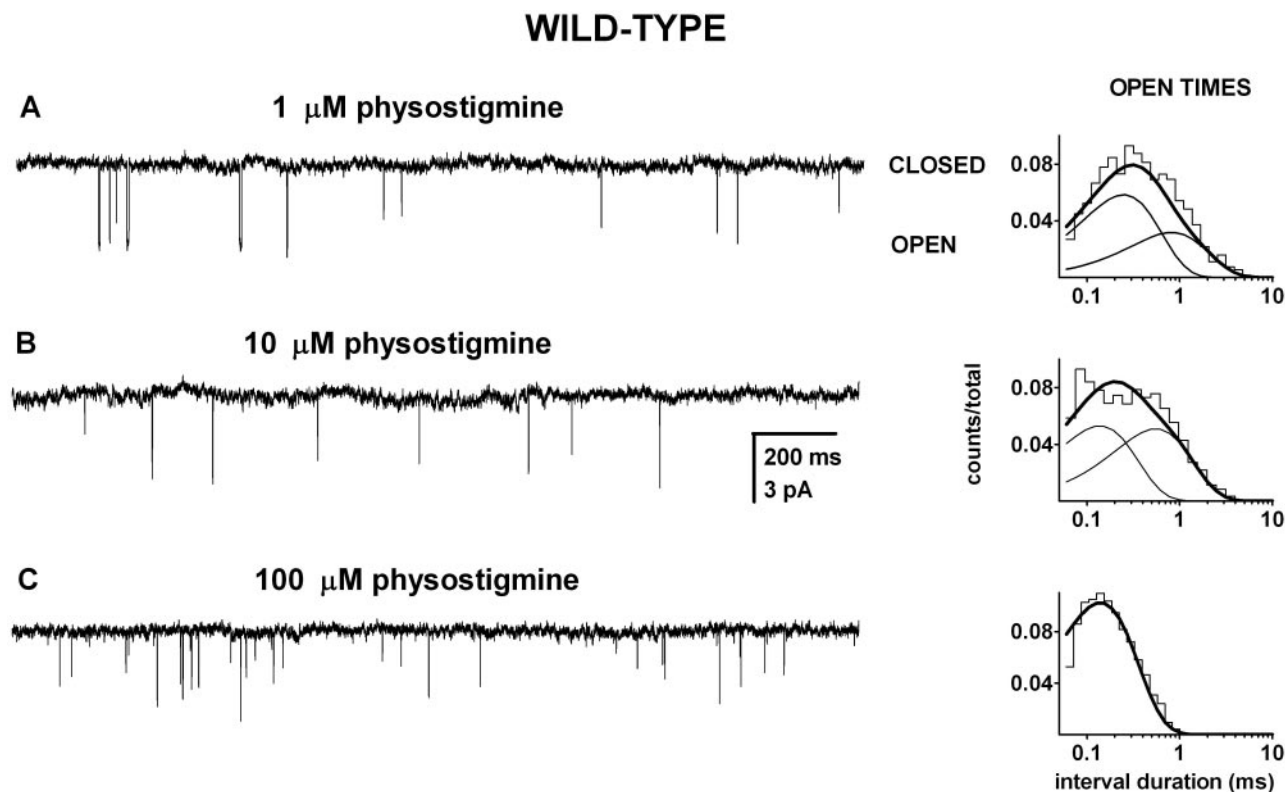 WILD-TYPE
A
1 μM physostigmine
OPEN TIMES
CLOSED
OPEN
0.08
0.04
0.1
1
10
B
10 μM physostigmine
200 ms
3 pA
counts/total
0.08
0.04
0.1
1
10
C
100 μM physostigmine
0.08
0.04
0.1
1
10
interval duration (ms)